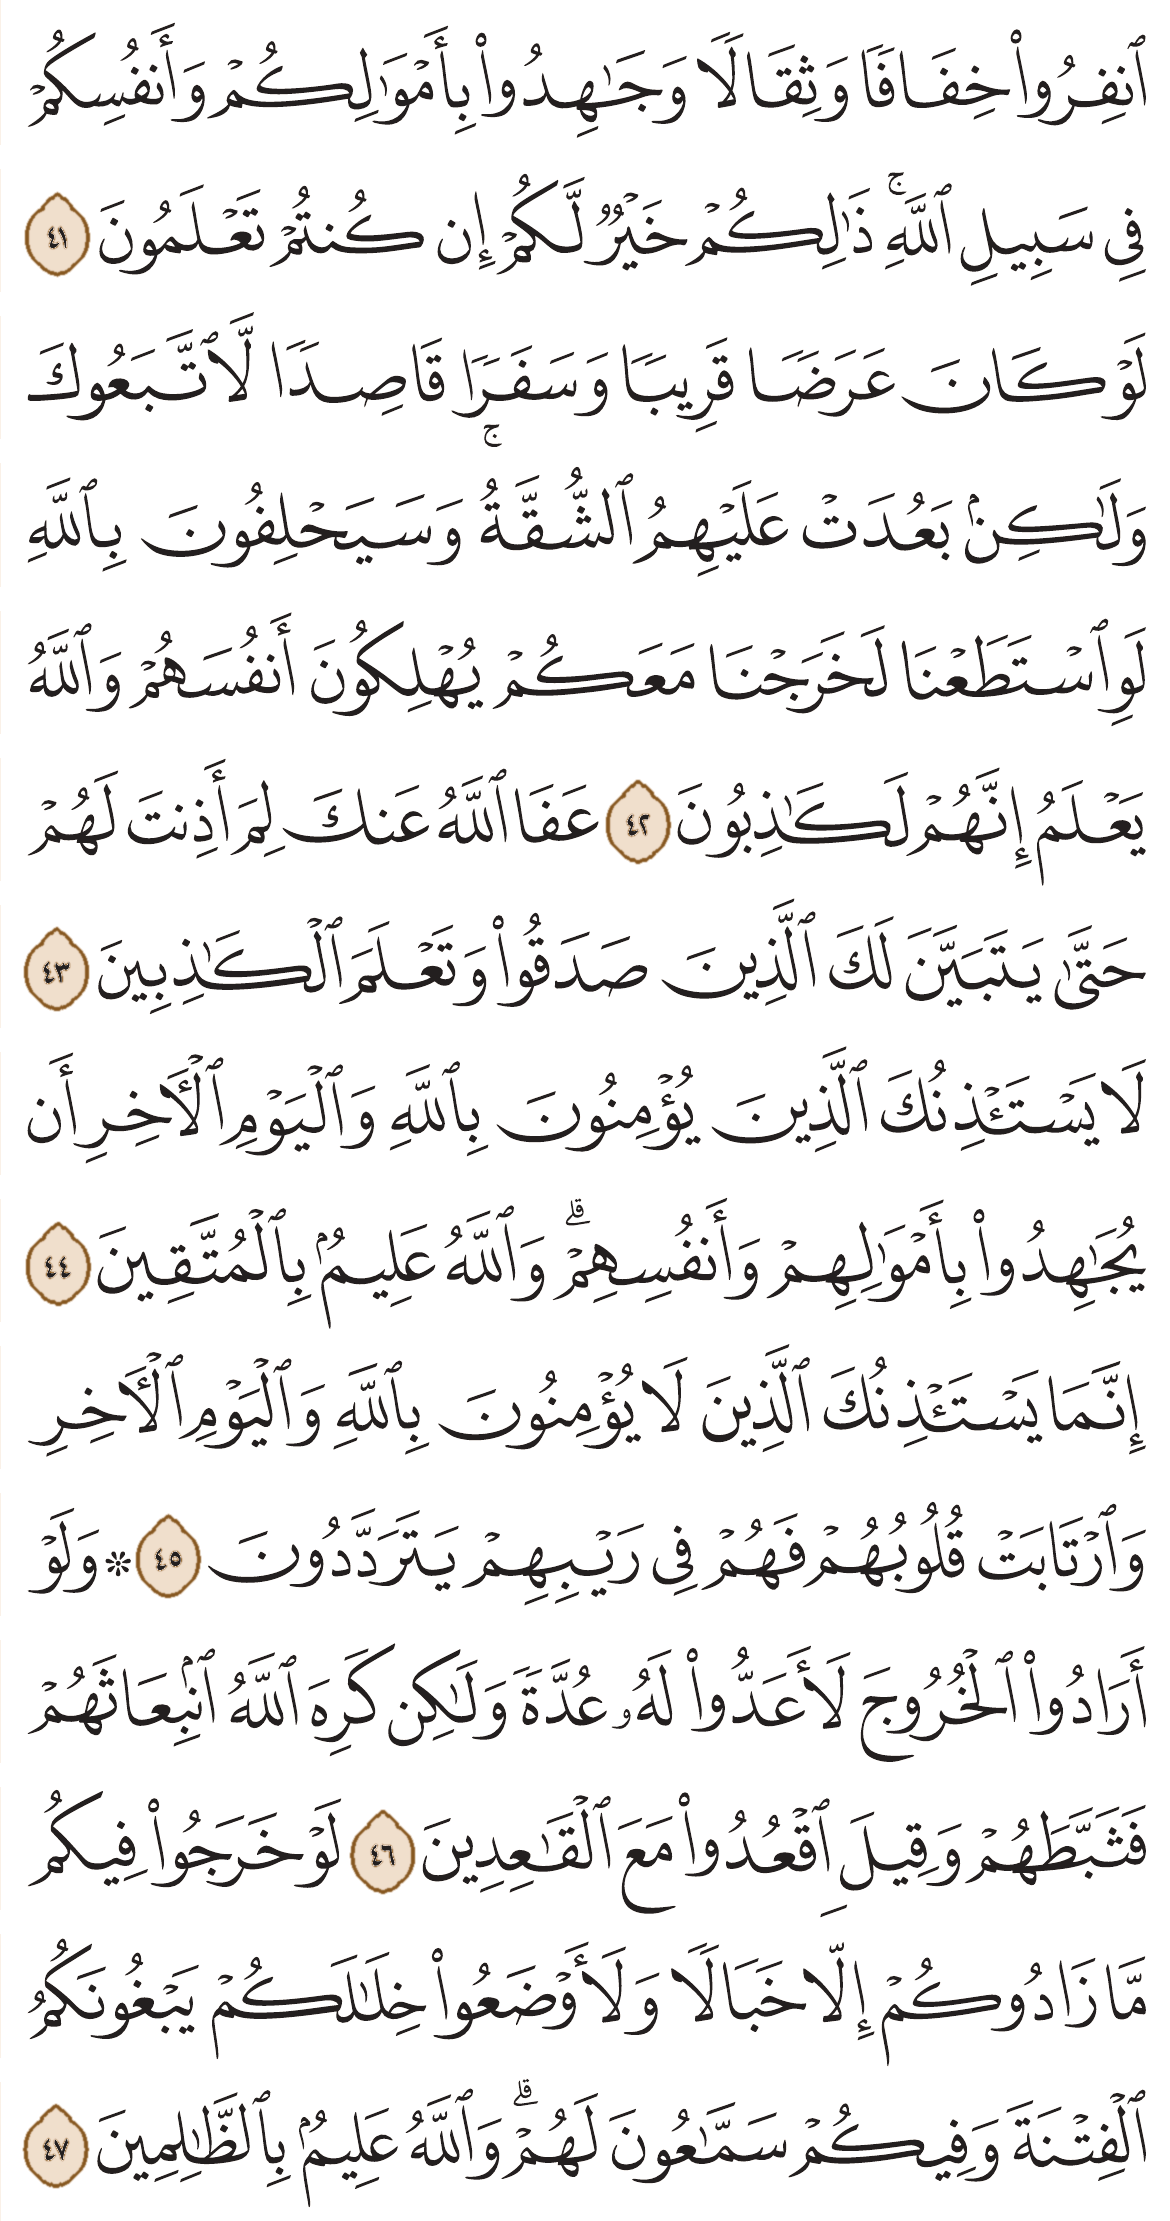 ٱنفِرُوا۟ خِفَافًا وَثِقَالًا وَجَـٰهِدُوا۟ بِأَمْوَٰلِكُمْ وَأَنفُسِكُمْ
فِى سَبِيلِ ٱللَّهِ ۚ ذَٰلِكُمْ خَيْرٌ لَّكُمْ إِن كُنتُمْ تَعْلَمُونَ ٤١
لَوْ كَانَ عَرَضًا قَرِيبًا وَسَفَرًا قَاصِدًا لَّٱتَّبَعُوكَ
وَلَـٰكِنۢ بَعُدَتْ عَلَيْهِمُ ٱلشُّقَّةُ ۚ وَسَيَحْلِفُونَ بِٱللَّهِ
لَوِ ٱسْتَطَعْنَا لَخَرَجْنَا مَعَكُمْ يُهْلِكُونَ أَنفُسَهُمْ وَٱللَّهُ
يَعْلَمُ إِنَّهُمْ لَكَـٰذِبُونَ ٤٢ عَفَا ٱللَّهُ عَنكَ لِمَ أَذِنتَ لَهُمْ
حَتَّىٰ يَتَبَيَّنَ لَكَ ٱلَّذِينَ صَدَقُوا۟ وَتَعْلَمَ ٱلْكَـٰذِبِينَ ٤٣
لَا يَسْتَـْٔذِنُكَ ٱلَّذِينَ يُؤْمِنُونَ بِٱللَّهِ وَٱلْيَوْمِ ٱلْـَٔاخِرِ أَن
يُجَـٰهِدُوا۟ بِأَمْوَٰلِهِمْ وَأَنفُسِهِمْ ۗ وَٱللَّهُ عَلِيمٌۢ بِٱلْمُتَّقِينَ ٤٤
إِنَّمَا يَسْتَـْٔذِنُكَ ٱلَّذِينَ لَا يُؤْمِنُونَ بِٱللَّهِ وَٱلْيَوْمِ ٱلْـَٔاخِرِ
وَٱرْتَابَتْ قُلُوبُهُمْ فَهُمْ فِى رَيْبِهِمْ يَتَرَدَّدُونَ ٤٥ ۞ وَلَوْ
أَرَادُوا۟ ٱلْخُرُوجَ لَأَعَدُّوا۟ لَهُۥ عُدَّةً وَلَـٰكِن كَرِهَ ٱللَّهُ ٱنۢبِعَاثَهُمْ
فَثَبَّطَهُمْ وَقِيلَ ٱقْعُدُوا۟ مَعَ ٱلْقَـٰعِدِينَ ٤٦ لَوْ خَرَجُوا۟ فِيكُم
مَّا زَادُوكُمْ إِلَّا خَبَالًا وَلَأَوْضَعُوا۟ خِلَـٰلَكُمْ يَبْغُونَكُمُ
ٱلْفِتْنَةَ وَفِيكُمْ سَمَّـٰعُونَ لَهُمْ ۗ وَٱللَّهُ عَلِيمٌۢ بِٱلظَّـٰلِمِينَ ٤٧